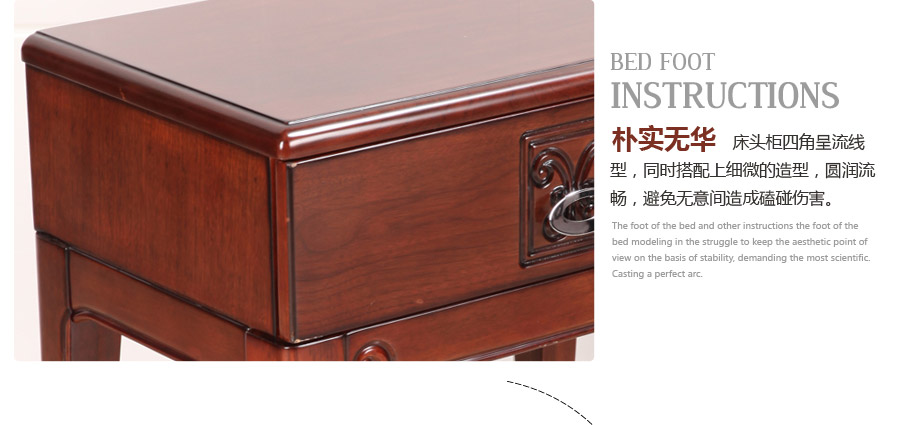 BED FOOT
INSTRUCTIONS
朴实无华 床头柜四角呈流线
型，同时搭配上细微的造型，圆润流
畅，避免无意间造成磕碰伤害。
The foot of the bed and other instructions the foot of the
bed modeling in the struggle to keep the aesthetic point of
view on the basis of stability, demanding the most scientific.
Casting a perfect arc.